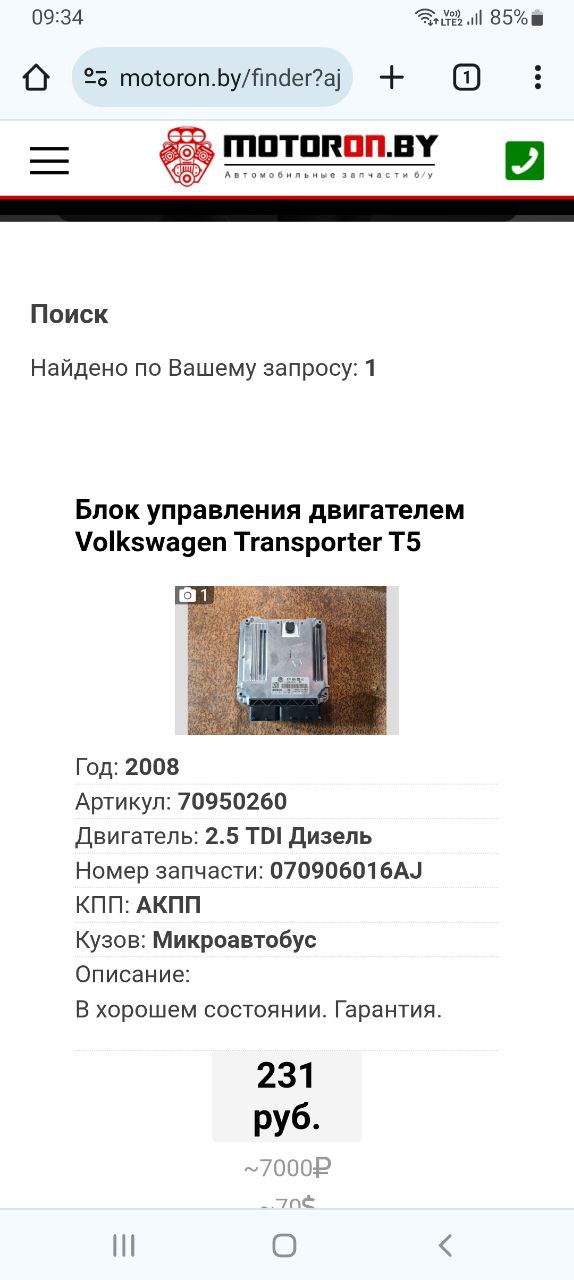 09:34
Vo))
LTE2
85%
motoron.by/finder?aj
1
MOTORON.BY
Автомобильные запчасти б/у
Поиск
Найдено по Вашему запросу: 1
Блок управления двигателем
Volkswagen Transporter T5
1
Год: 2008
Артикул: 70950260
Двигатель: 2.5 TDI Дизель
Номер запчасти: 070906016AJ
КПП: АКПП
Кузов: Микроавтобус
Описание:
В хорошем состоянии. Гарантия.
231
руб.
~7000₽
~70$